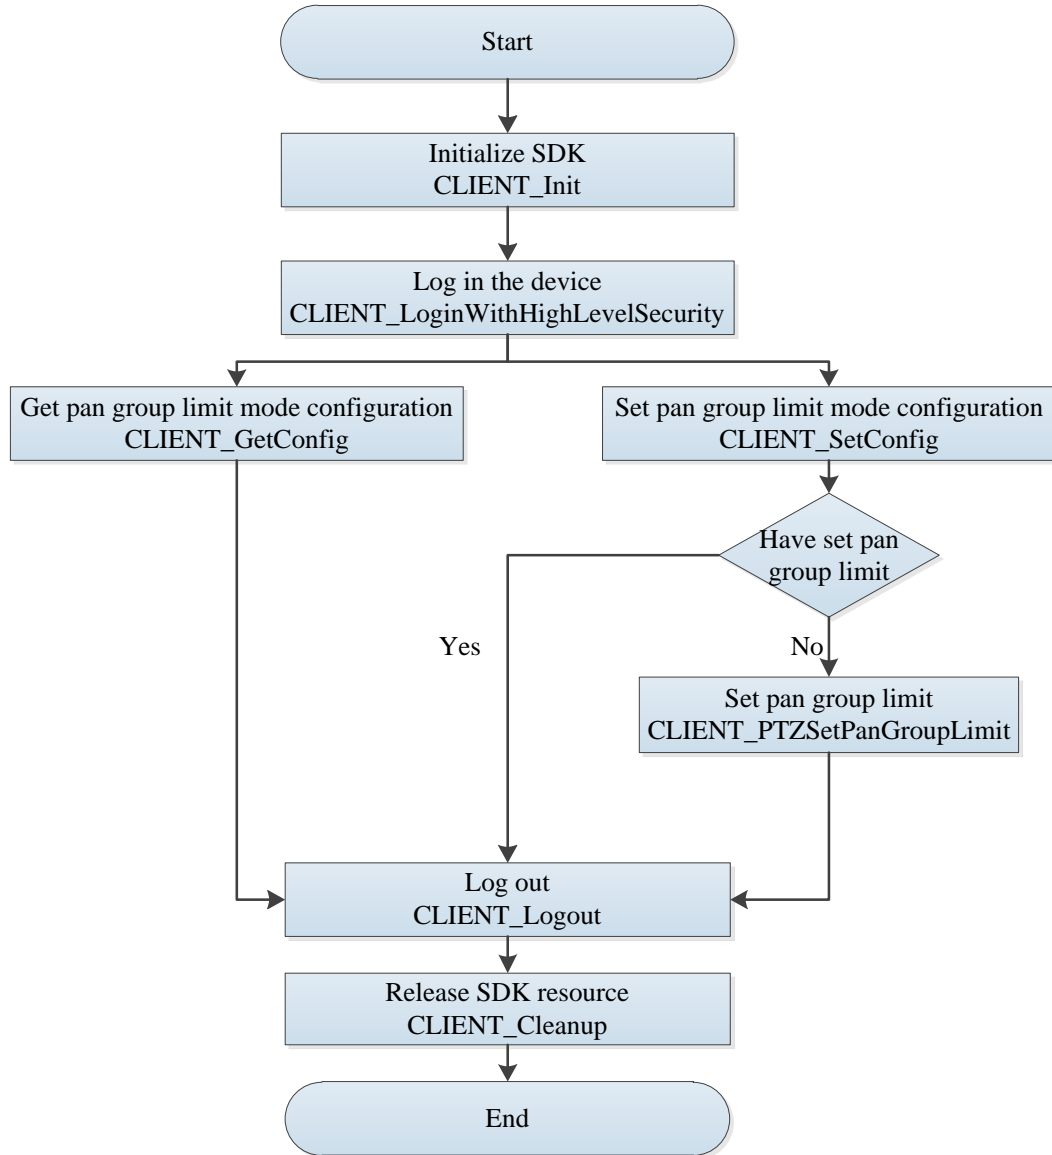 Start
Initialize SDK
CLIENT_Init
Log in the device
CLIENT_LoginWithHighLevelSecurity
Get pan group limit mode configuration
CLIENT_GetConfig
Set pan group limit mode configuration
CLIENT_SetConfig
Have set pan
group limit
Yes
No
Set pan group limit
CLIENT_PTZSetPanGroupLimit
Log out
CLIENT_Logout
Release SDK resource
CLIENT_Cleanup
End